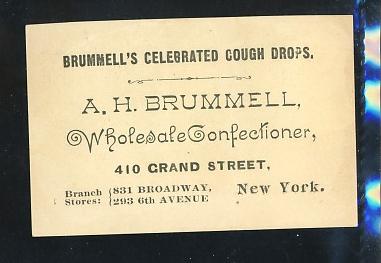 BRUMMELL'S CELEBRATED COUGH DROPS.
A. H. BRUMMELL,
Wholesale Confectioner,
410 GRAND STREET,
Branch Stores: {831 BROADWAY, {293 6th AVENUE New York.